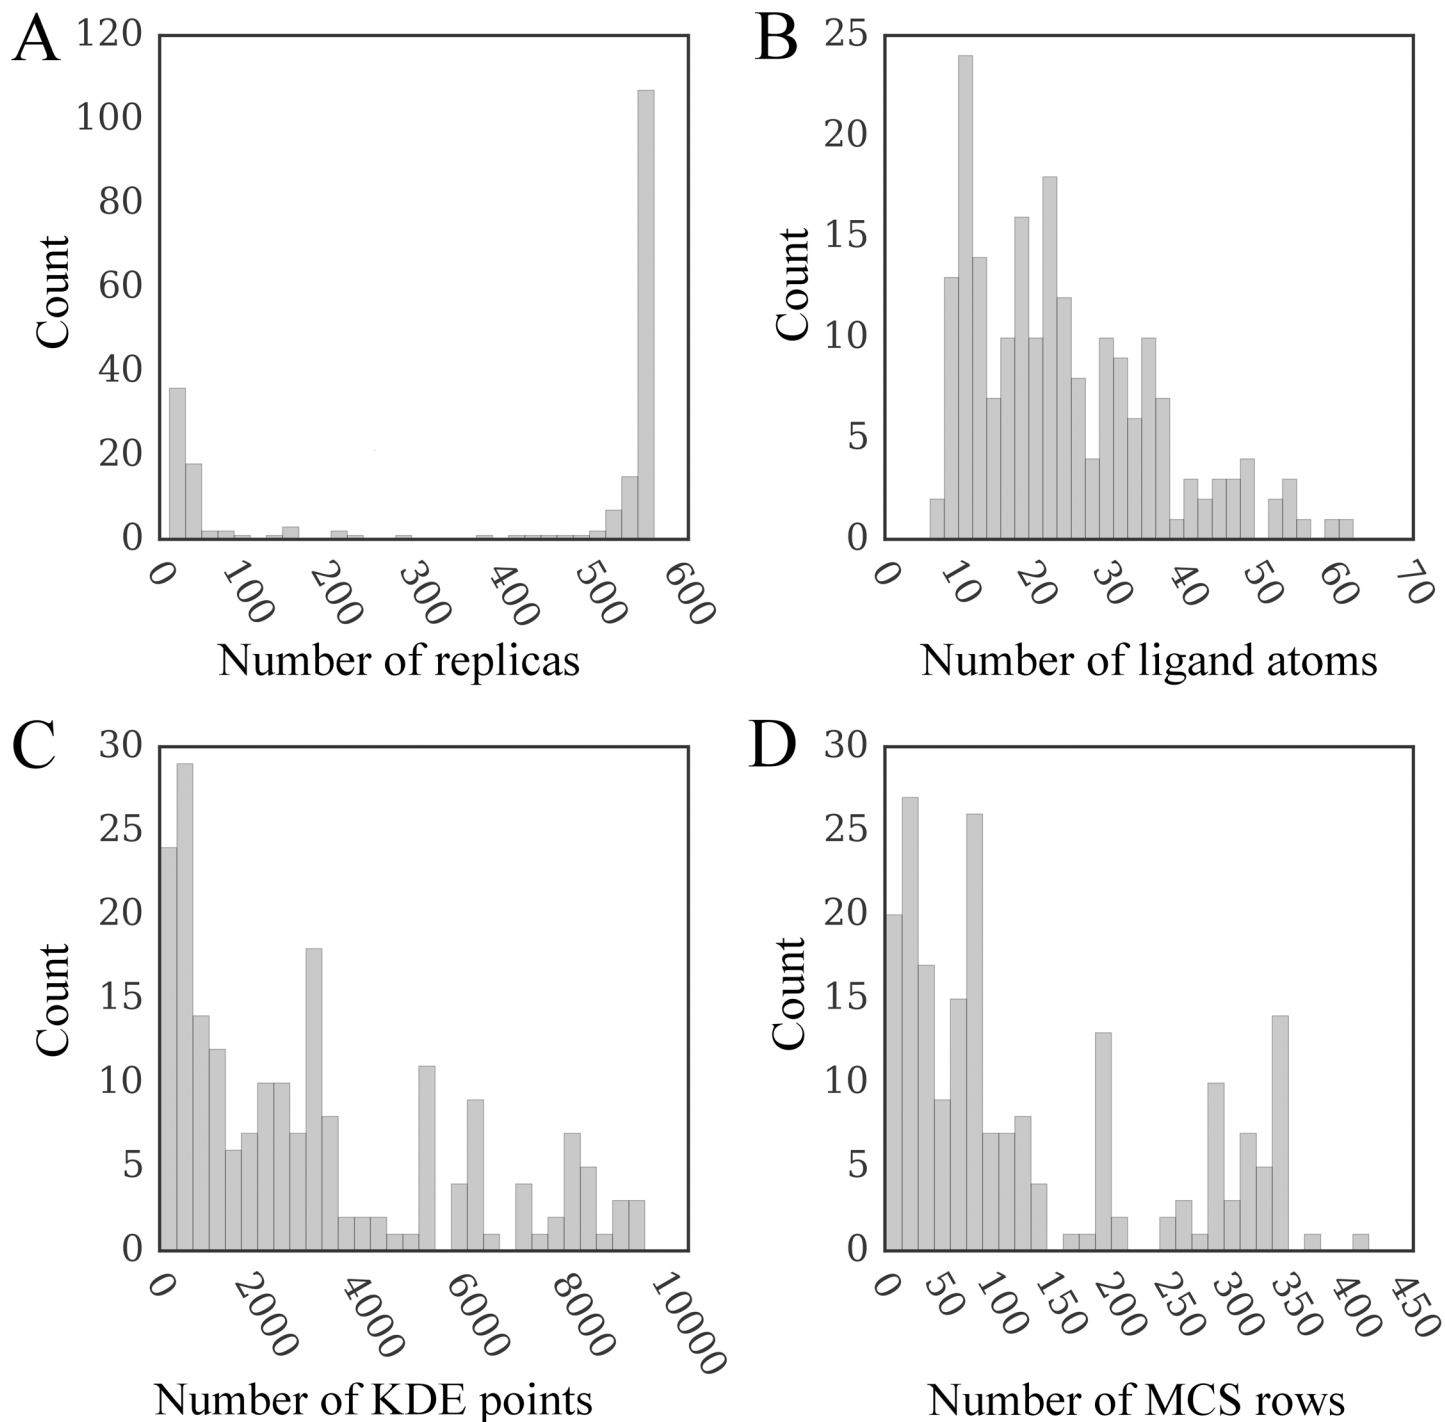 A
120
100
80
60
40
20
0
Count
0 100 200 300 400 500 600
Number of replicas
B
25
20
15
10
5
0
Count
0 10 20 30 40 50 60 70
Number of ligand atoms
C
30
25
20
15
10
5
0
Count
0 2000 4000 6000 8000 10000
Number of KDE points
D
30
25
20
15
10
5
0
Count
0 50 100 150 200 250 300 350 400 450
Number of MCS rows